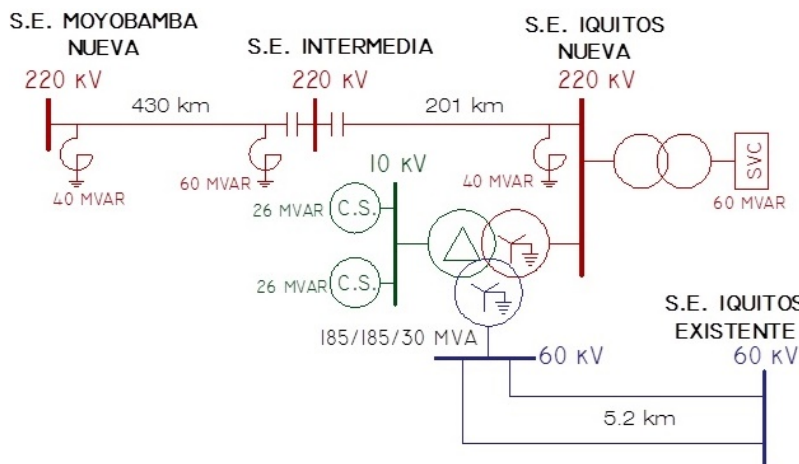 S.E. MOYOBAMBA
NUEVA
220 KV
S.E. INTERMEDIA
220 KV
S.E. IQUITOS
NUEVA
220 KV
430 km
201 km
40 MVAR
60 MVAR
40 MVAR
SVC
60 MVAR
10 KV
26 MVAR
C.S.
26 MVAR
C.S.
185/185/30 MVA
60 KV
S.E. IQUITOS
EXISTENTE
60 KV
5.2 km